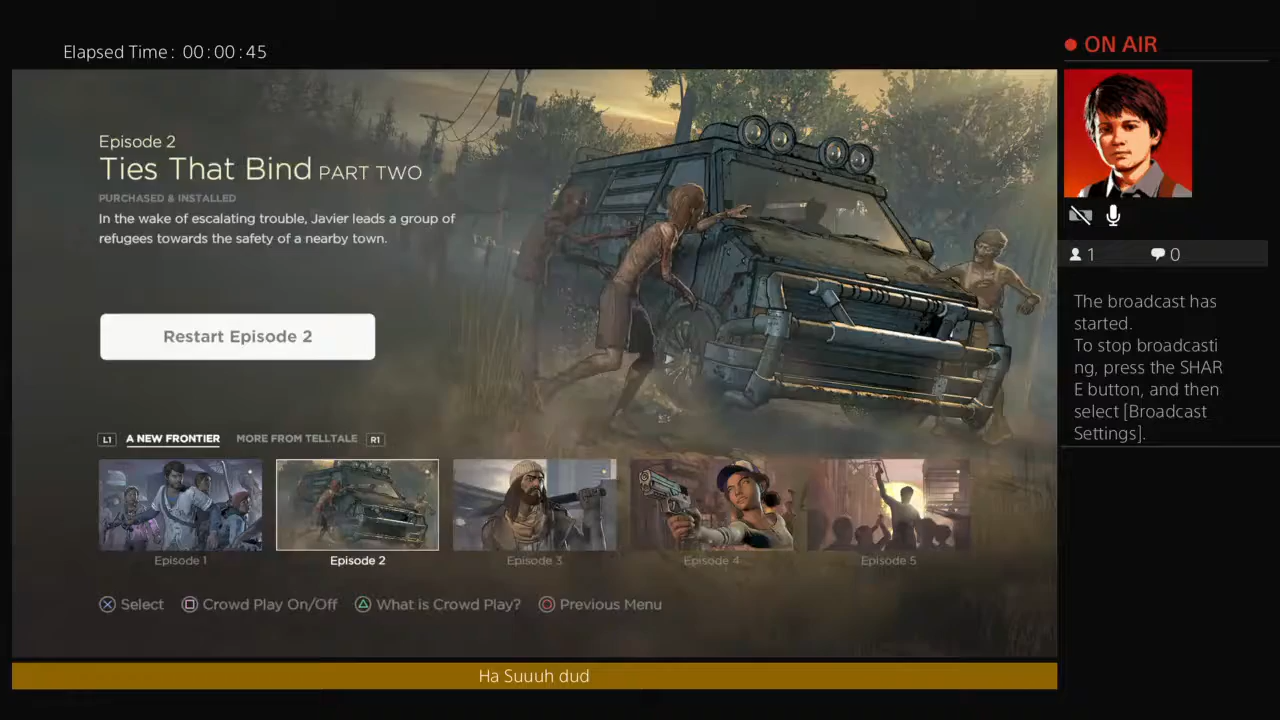 Elapsed Time: 00:00:45
ON AIR
Episode 2
Ties That Bind PART TWO
PURCHASED & INSTALLED
In the wake of escalating trouble, Javier leads a group of
refugees towards the safety of a nearby town.
Restart Episode 2
L1 A NEW FRONTIER MORE FROM TELLTALE R1
Episode 1 Episode 2 Episode 3 Episode 4 Episode 5
Select Crowd Play On/Off What is Crowd Play? Previous Menu
Ha Suuuh dud
1 0
The broadcast has
started.
To stop broadcasti
ng, press the SHAR
E button, and then
select [Broadcast
Settings].